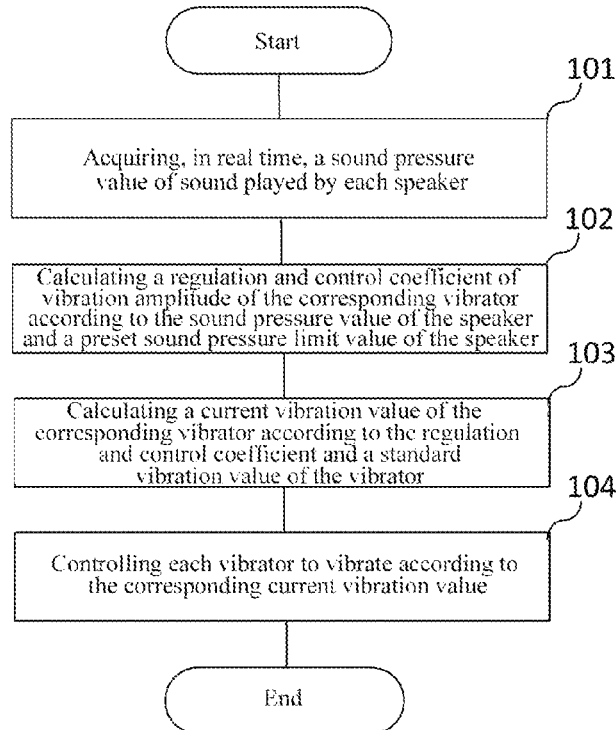 Start
101
Acquiring, in real time, a sound pressure
value of sound played by each speaker
102
Calculating a regulation and control coefficient of
vibration amplitude of the corresponding vibrator
according to the sound pressure value of the speaker
and a preset sound pressure limit value of the speaker
103
Calculating a current vibration value of the
corresponding vibrator according to the regulation
and control coefficient and a standard
vibration value of the vibrator
104
Controlling each vibrator to vibrate according to
the corresponding current vibration value
End